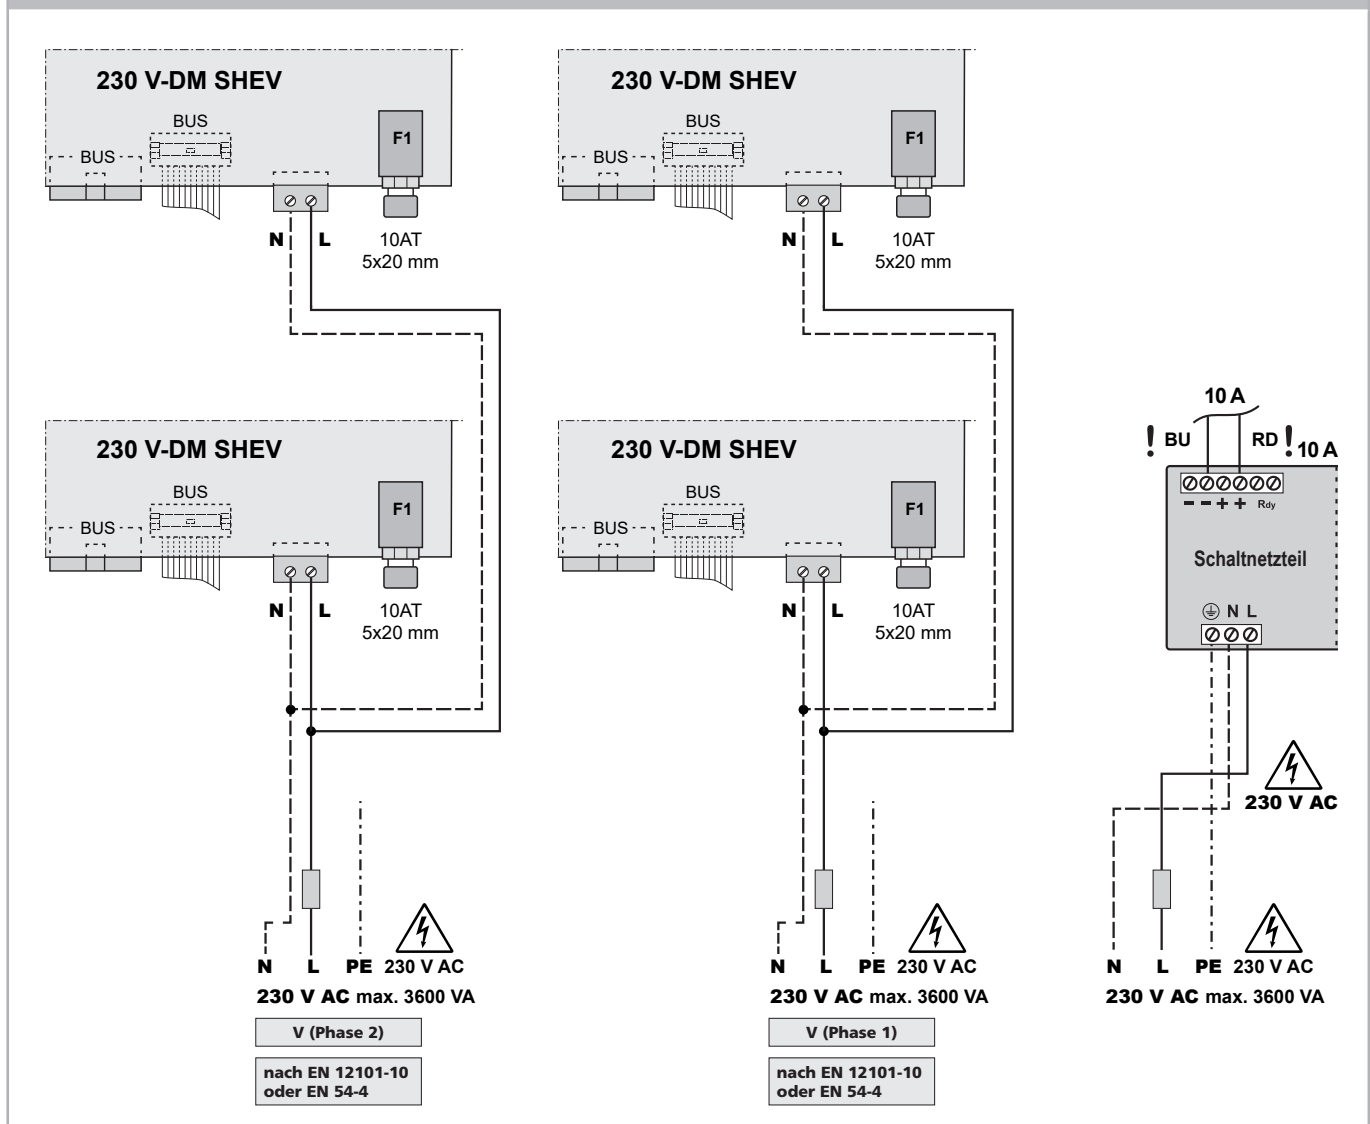 230 V-DM SHEV
BUS
BUS
F1
N L
10AT
5x20 mm
230 V-DM SHEV
BUS
BUS
F1
N L
10AT
5x20 mm
230 V-DM SHEV
BUS
BUS
F1
N L
10AT
5x20 mm
230 V-DM SHEV
BUS
BUS
F1
N L
10AT
5x20 mm
10 A
! BU RD ! 10 A
- - + + Rdy
Schaltnetzteil
N L
230 V AC
N L PE 230 V AC
230 V AC max. 3600 VA
V (Phase 2)
nach EN 12101-10
oder EN 54-4
N L PE 230 V AC
230 V AC max. 3600 VA
V (Phase 1)
nach EN 12101-10
oder EN 54-4
N L PE 230 V AC
230 V AC max. 3600 VA